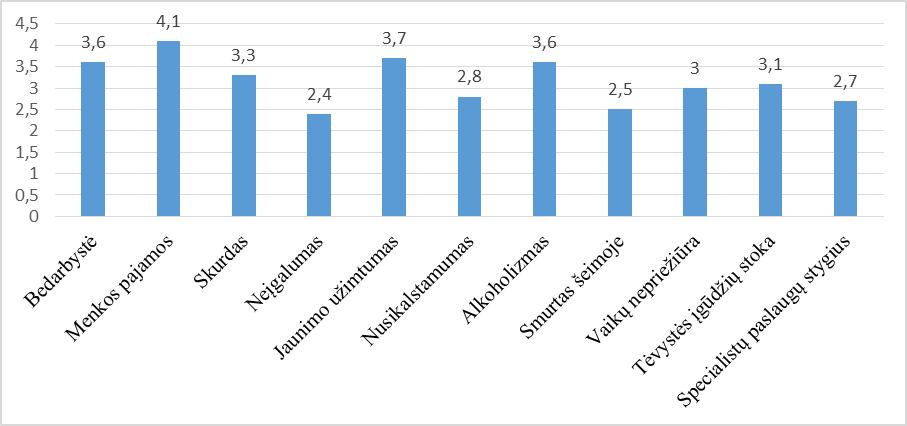 4,5
4
3,5
3
2,5
2
1,5
1
0,5
0
3,6
4,1
3,3
2,4
3,7
2,8
3,6
2,5
3
3,1
2,7
Bedarbystė
Menkos pajamos
Skurdas
Neįgalumas
Jaunimo užimtumas
Nusikalstamumas
Alkoholizmas
Smurtas šeimoje
Vaikų nepriežiūra
Tėvystės įgūdžių stoka
Specialistų paslaugų stygius